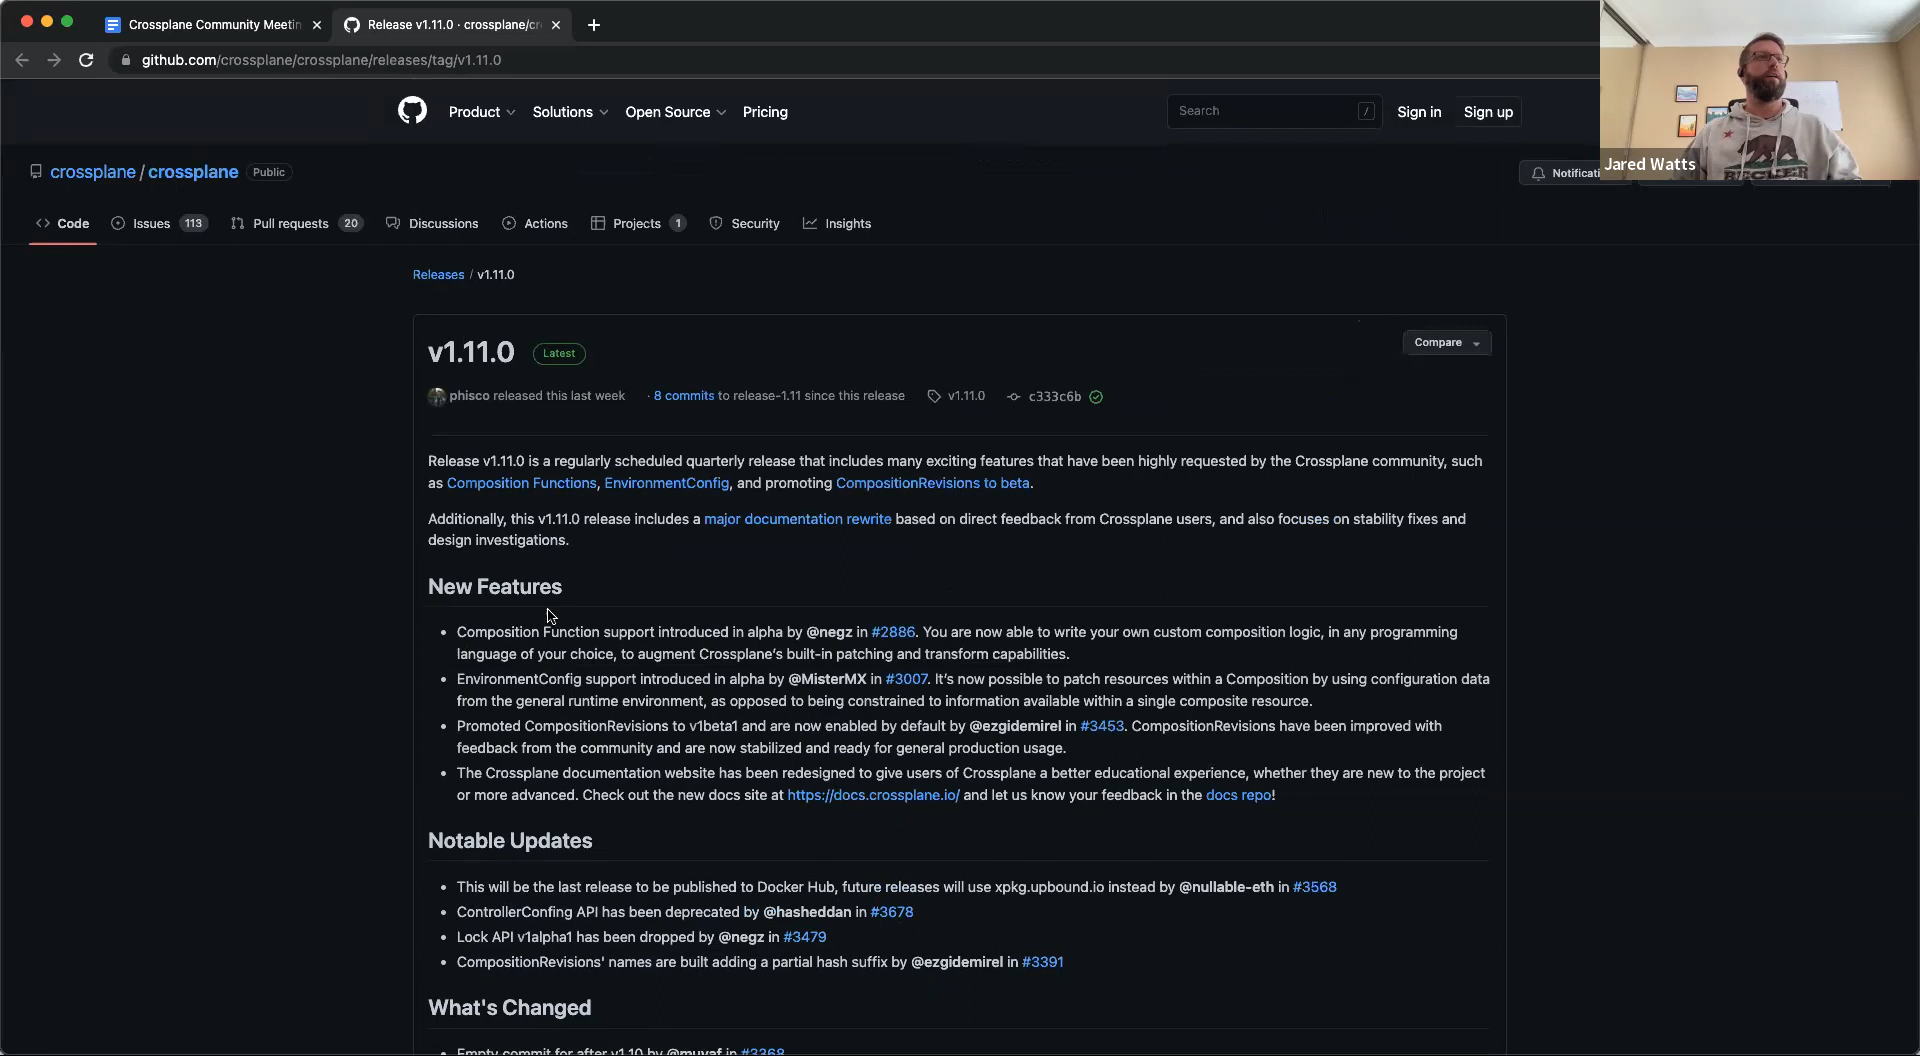 Crossplane Community Meetin
Release v1.11.0 · crossplane/cr
github.com/crossplane/crossplane/releases/tag/v1.11.0
Product
Solutions
Open Source
Pricing
Search
/
Sign in
Sign up
Jared Watts
crossplane / crossplane
Public
Notificati
Code
Issues 113
Pull requests 20
Discussions
Actions
Projects 1
Security
Insights
Releases / v1.11.0
v1.11.0 Latest
Compare
phisco released this last week · 8 commits to release-1.11 since this release v1.11.0 c333c6b
Release v1.11.0 is a regularly scheduled quarterly release that includes many exciting features that have been highly requested by the Crossplane community, such
as Composition Functions, EnvironmentConfig, and promoting CompositionRevisions to beta.
Additionally, this v1.11.0 release includes a major documentation rewrite based on direct feedback from Crossplane users, and also focuses on stability fixes and
design investigations.
New Features
• Composition Function support introduced in alpha by @negz in #2886. You are now able to write your own custom composition logic, in any programming
language of your choice, to augment Crossplane's built-in patching and transform capabilities.
• EnvironmentConfig support introduced in alpha by @MisterMX in #3007. It's now possible to patch resources within a Composition by using configuration data
from the general runtime environment, as opposed to being constrained to information available within a single composite resource.
• Promoted CompositionRevisions to v1beta1 and are now enabled by default by @ezgidemirel in #3453. CompositionRevisions have been improved with
feedback from the community and are now stabilized and ready for general production usage.
• The Crossplane documentation website has been redesigned to give users of Crossplane a better educational experience, whether they are new to the project
or more advanced. Check out the new docs site at https://docs.crossplane.io/ and let us know your feedback in the docs repo!
Notable Updates
• This will be the last release to be published to Docker Hub, future releases will use xpkg.upbound.io instead by @nullable-eth in #3568
• ControllerConfing API has been deprecated by @hasheddan in #3678
• Lock API v1alpha1 has been dropped by @negz in #3479
• CompositionRevisions' names are built adding a partial hash suffix by @ezgidemirel in #3391
What's Changed
• Empty commit for after v1.10 by @muvaf in #3368